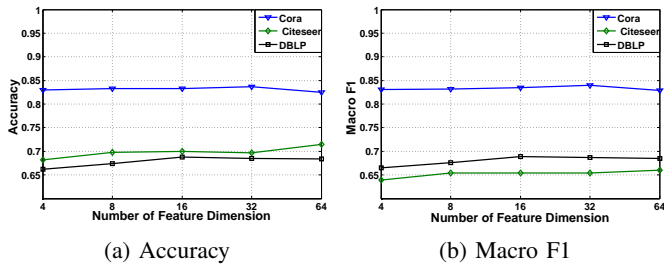 1
0.95
0.9
0.85
0.8
0.75
0.7
0.65
Accuracy
4 8 16 32 64
Number of Feature Dimension
Cora
Citeseer
DBLP
(a) Accuracy
1
0.95
0.9
0.85
0.8
0.75
0.7
0.65
Macro F1
4 8 16 32 64
Number of Feature Dimension
Cora
Citeseer
DBLP
(b) Macro F1